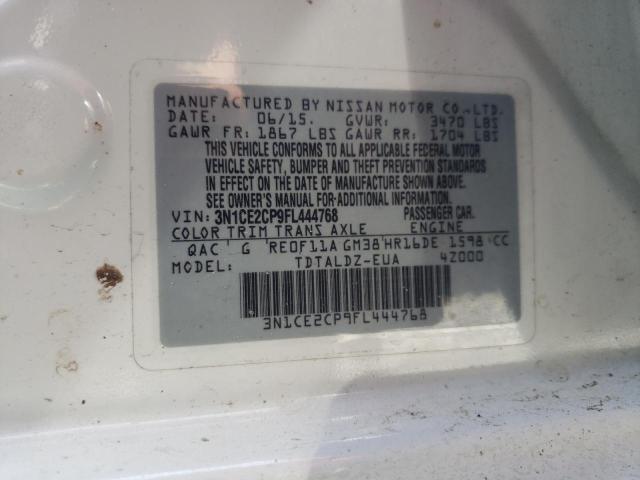 MANUFACTURED BY NISSAN MOTOR CO.,LTD.
DATE: 06/15. GVWR: 3470 LBS
GAWR FR: 1867 LBS GAWR RR: 1704 LBS
THIS VEHICLE CONFORMS TO ALL APPLICABLE FEDERAL MOTOR
VEHICLE SAFETY, BUMPER AND THEFT PREVENTION STANDARDS
IN EFFECT ON THE DATE OF MANUFACTURE SHOWN ABOVE.
SEE OWNER'S MANUAL FOR ADDITIONAL INFORMATION.
VIN: 3N1CE2CP9FL444768 PASSENGER CAR.
COLOR TRIM TRANS AXLE ENGINE
QAC G RE0F11A GM38 HR16DE 1598 CC
MODEL: TDTALDZ-EUA 4Z000
3N1CE2CP9FL444768